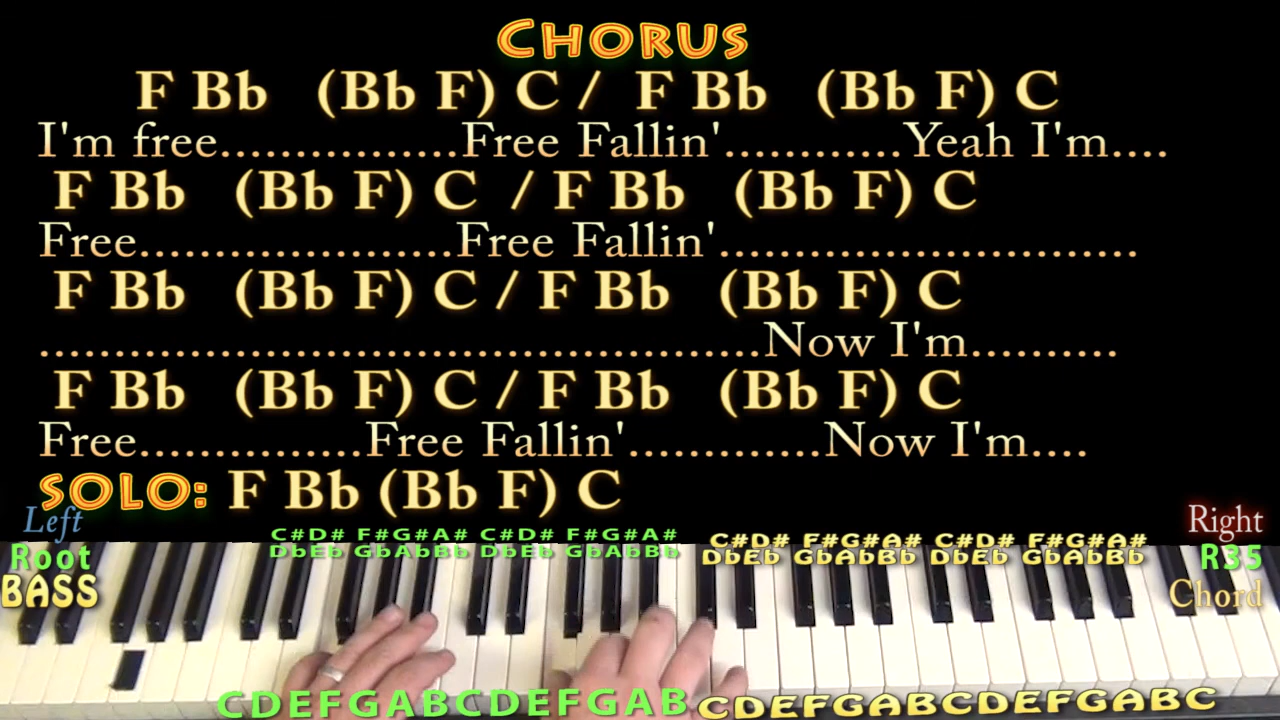 CHORUS
F Bb (Bb F) C / F Bb (Bb F) C
I'm free................Free Fallin'............Yeah I'm....
F Bb (Bb F) C / F Bb (Bb F) C
Free.....................Free Fallin'............................
F Bb (Bb F) C / F Bb (Bb F) C
................................................Now I'm..........
F Bb (Bb F) C / F Bb (Bb F) C
Free...............Free Fallin'.............Now I'm....
SOLO: F Bb (Bb F) C
Left
Root
BASS
C#D# F#G#A# C#D# F#G#A#
DbEb GbAbBb DbEb GbAbBb
C#D# F#G#A# C#D# F#G#A#
DbEb GbAbBb DbEb GbAbBb
Right
R35
Chord
CDEFGABCDEFGAB
CDEFGABCDEFGABC